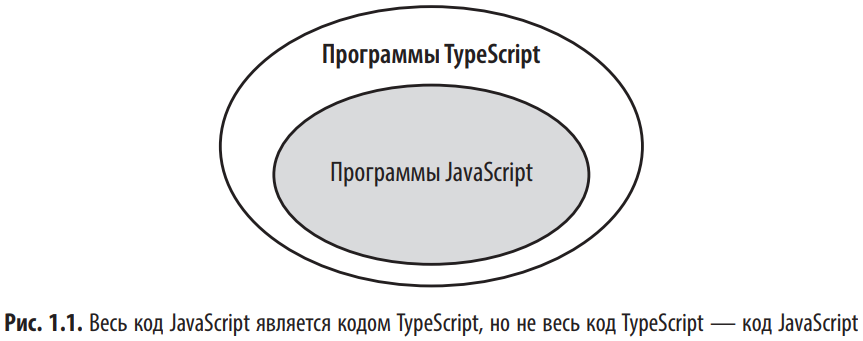 Программы TypeScript
Программы JavaScript
Рис. 1.1. Весь код JavaScript является кодом TypeScript, но не весь код TypeScript — код JavaScript